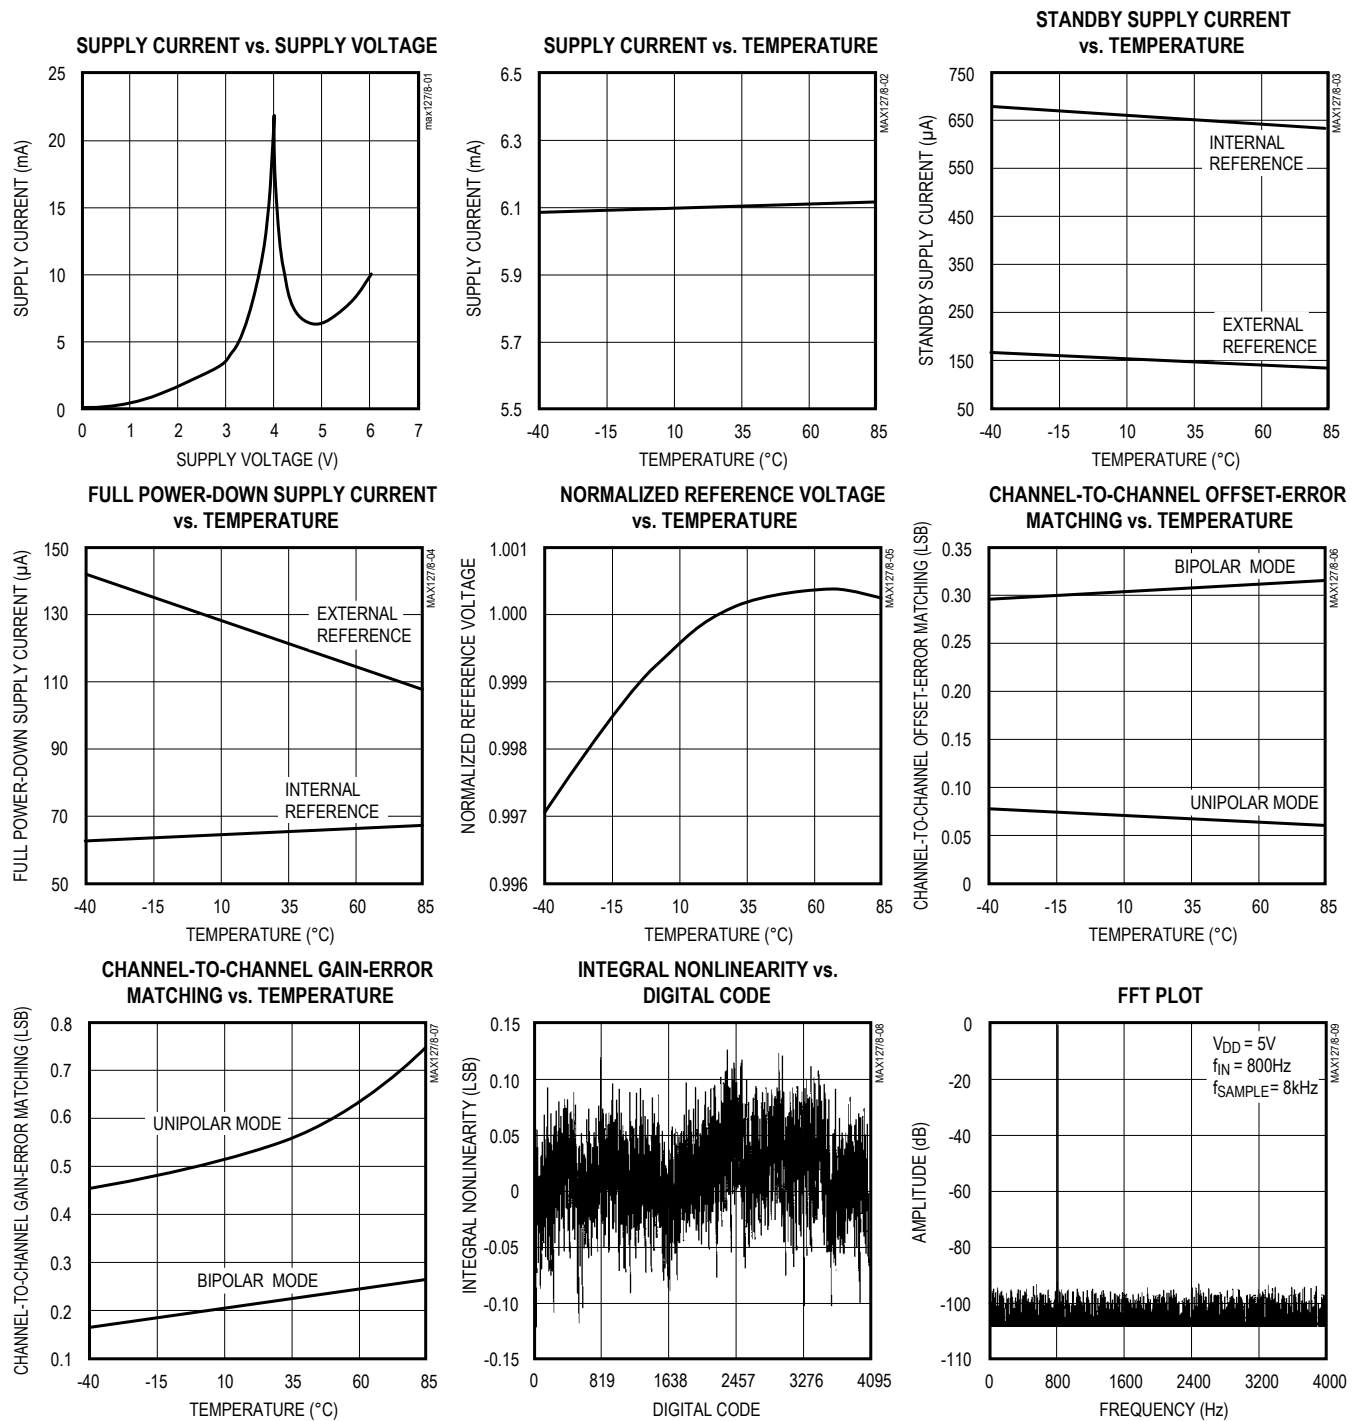 SUPPLY CURRENT vs. SUPPLY VOLTAGE
25
20
15
10
5
0
0 1 2 3 4 5 6 7
SUPPLY CURRENT (mA)
SUPPLY VOLTAGE (V)
max127/8-01
SUPPLY CURRENT vs. TEMPERATURE
6.5
6.3
6.1
5.9
5.7
5.5
-40 -15 10 35 60 85
SUPPLY CURRENT (mA)
TEMPERATURE (°C)
MAX127/8-02
STANDBY SUPPLY CURRENT
vs. TEMPERATURE
750
650
550
450
350
250
150
50
-40 -15 10 35 60 85
STANDBY SUPPLY CURRENT (µA)
TEMPERATURE (°C)
INTERNAL
REFERENCE
EXTERNAL
REFERENCE
MAX127/8-03
FULL POWER-DOWN SUPPLY CURRENT
vs. TEMPERATURE
150
130
110
90
70
50
-40 -15 10 35 60 85
FULL POWER-DOWN SUPPLY CURRENT (µA)
TEMPERATURE (°C)
EXTERNAL
REFERENCE
INTERNAL
REFERENCE
MAX127/8-04
NORMALIZED REFERENCE VOLTAGE
vs. TEMPERATURE
1.001
1.000
0.999
0.998
0.997
0.996
-40 -15 10 35 60 85
NORMALIZED REFERENCE VOLTAGE
TEMPERATURE (°C)
MAX127/8-05
CHANNEL-TO-CHANNEL OFFSET-ERROR
MATCHING vs. TEMPERATURE
0.35
0.30
0.25
0.20
0.15
0.10
0.05
0
-40 -15 10 35 60 85
CHANNEL-TO-CHANNEL OFFSET-ERROR MATCHING (LSB)
TEMPERATURE (°C)
BIPOLAR MODE
UNIPOLAR MODE
MAX127/8-06
CHANNEL-TO-CHANNEL GAIN-ERROR
MATCHING vs. TEMPERATURE
0.8
0.7
0.6
0.5
0.4
0.3
0.2
0.1
-40 -15 10 35 60 85
CHANNEL-TO-CHANNEL GAIN-ERROR MATCHING (LSB)
TEMPERATURE (°C)
UNIPOLAR MODE
BIPOLAR MODE
MAX127/8-07
INTEGRAL NONLINEARITY vs.
DIGITAL CODE
0.15
0.10
0.05
0
-0.05
-0.10
-0.15
0 819 1638 2457 3276 4095
INTEGRAL NONLINEARITY (LSB)
DIGITAL CODE
MAX127/8-08
FFT PLOT
0
-20
-40
-60
-80
-100
-110
0 800 1600 2400 3200 4000
AMPLITUDE (dB)
FREQUENCY (Hz)
VDD = 5V
fIN = 800Hz
fSAMPLE= 8kHz
MAX127/8-09